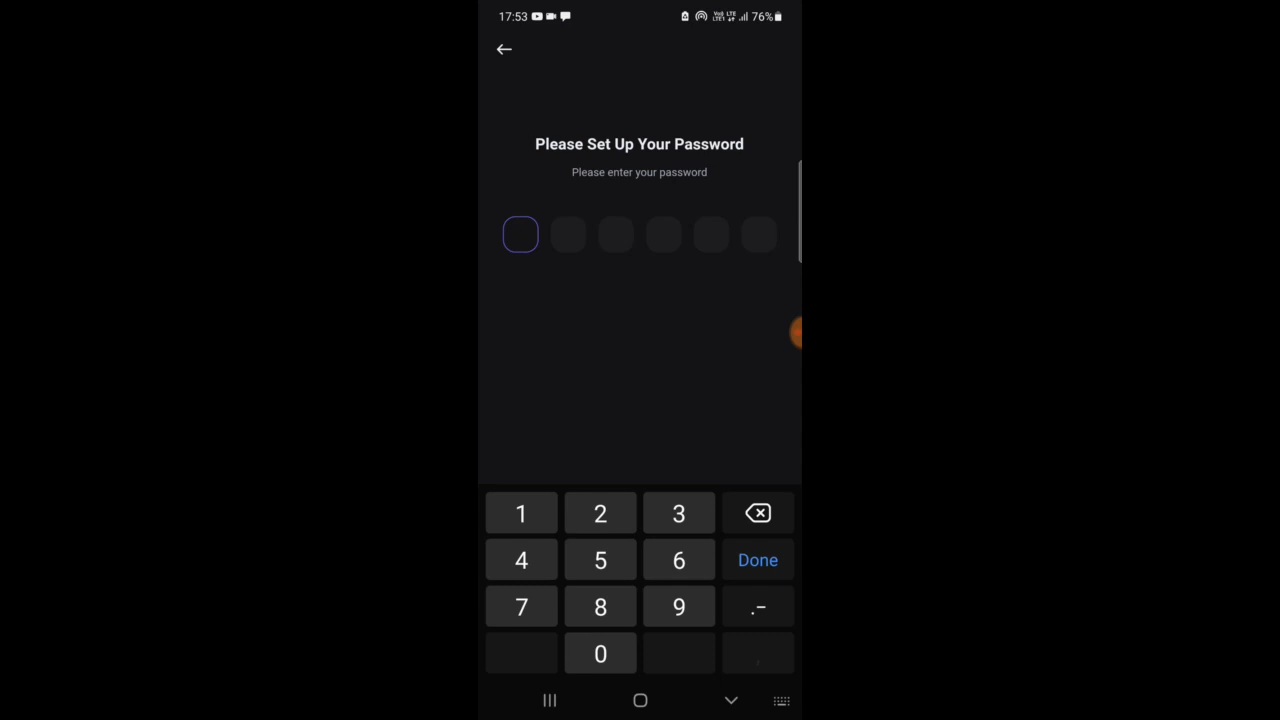 17:53 76%
Please Set Up Your Password
Please enter your password
1 2 3
4 5 6 Done
7 8 9 .-
0 ,